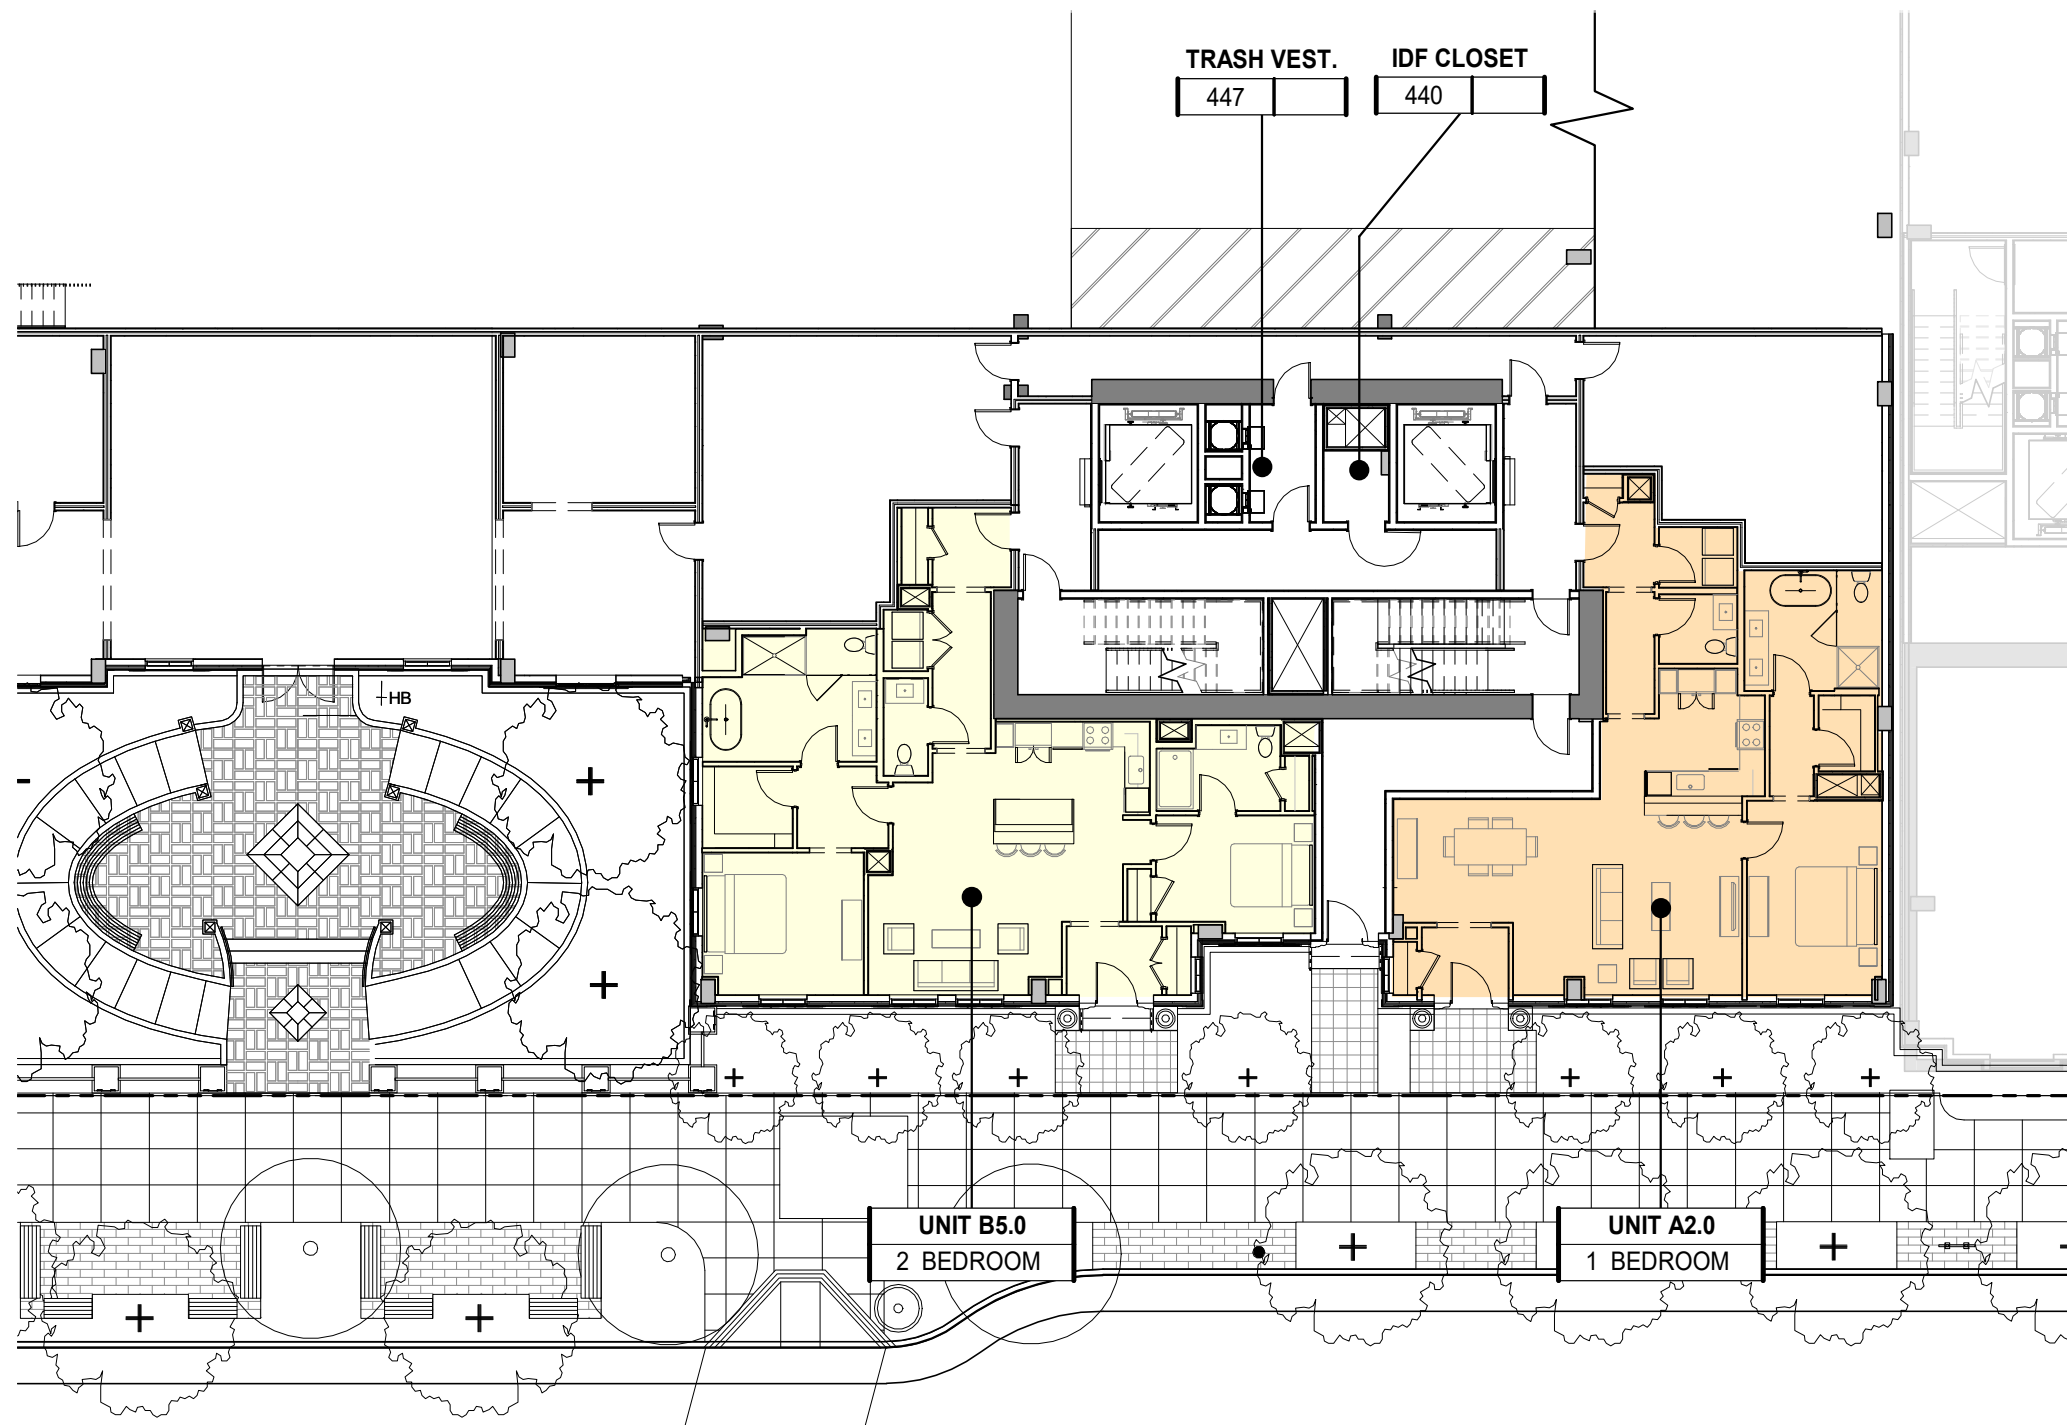 TRASH VEST.
447
IDF CLOSET
440
HB
UNIT B5.0
2 BEDROOM
UNIT A2.0
1 BEDROOM